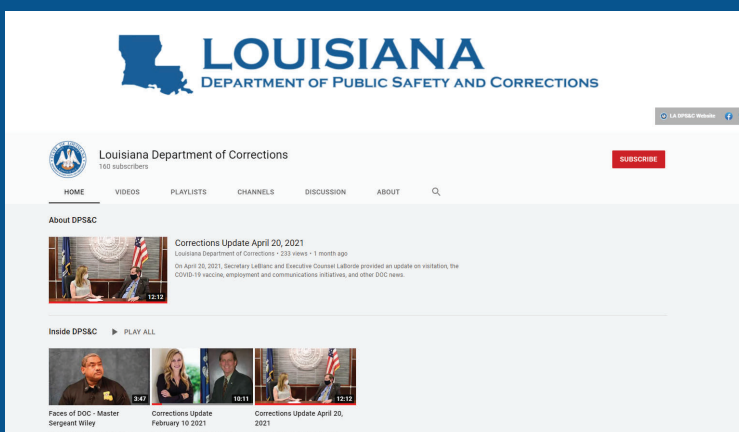 LOUISIANA
DEPARTMENT OF PUBLIC SAFETY AND CORRECTIONS
LA DPS&C Website
Louisiana Department of Corrections
160 subscribers
SUBSCRIBE
HOME VIDEOS PLAYLISTS CHANNELS DISCUSSION ABOUT
About DPS&C
Corrections Update April 20, 2021
Louisiana Department of Corrections • 233 views • 1 month ago
On April 20, 2021, Secretary LeBlanc and Executive Counsel LaBorde provided an update on visitation, the
COVID-19 vaccine, employment and communications initiatives, and other DOC news.
12:12
Inside DPS&C PLAY ALL
3:47
10:11
12:12
Faces of DOC - Master
Sergeant Wiley
Corrections Update
February 10 2021
Corrections Update April 20,
2021